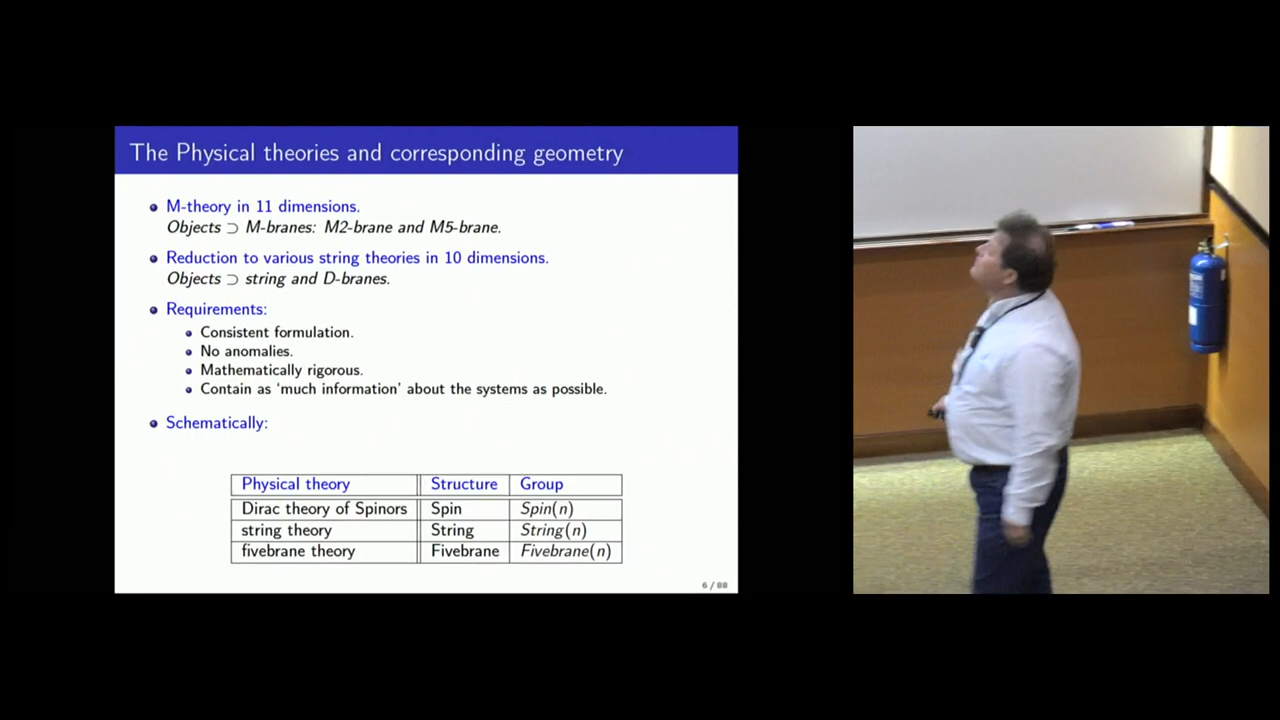 The Physical theories and corresponding geometry
M-theory in 11 dimensions.
Objects ⊃ M-branes: M2-brane and M5-brane.
Reduction to various string theories in 10 dimensions.
Objects ⊃ string and D-branes.
Requirements:
Consistent formulation.
No anomalies.
Mathematically rigorous.
Contain as ‘much information’ about the systems as possible.
Schematically:
Physical theory Structure Group
Dirac theory of Spinors Spin Spin(n)
string theory String String(n)
fivebrane theory Fivebrane Fivebrane(n)
6 / 88